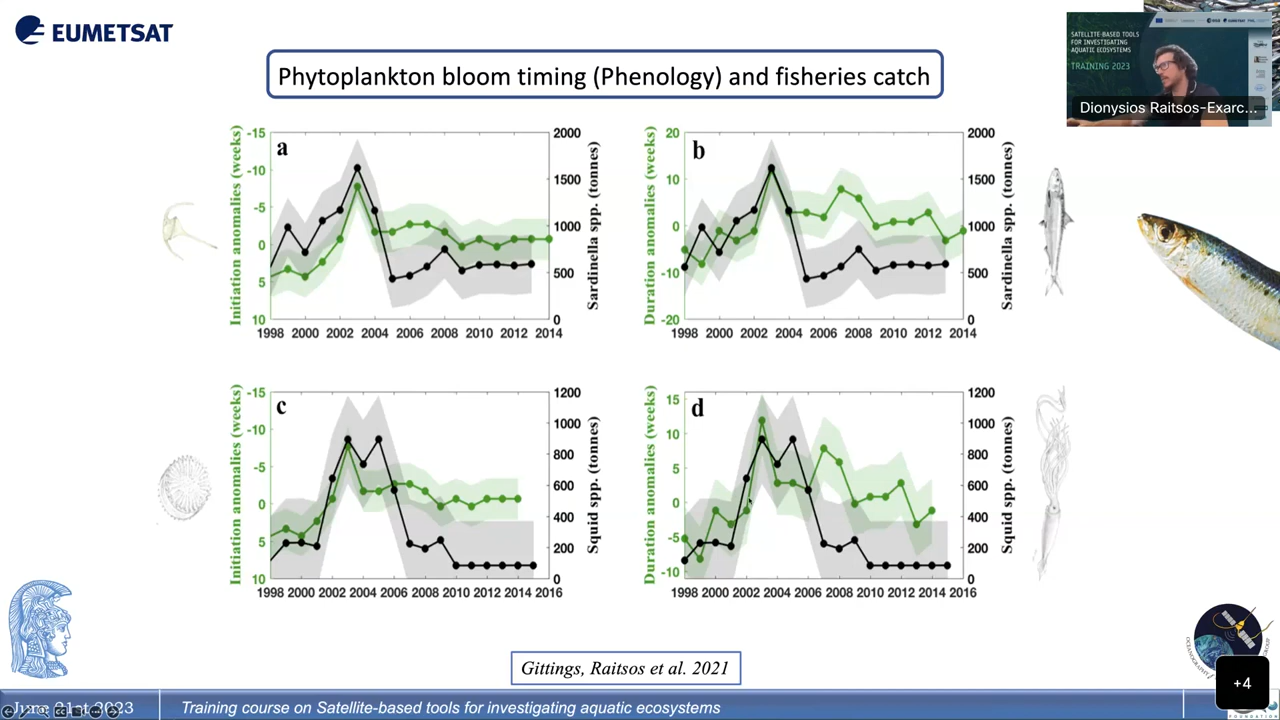 EUMETSAT
Phytoplankton bloom timing (Phenology) and fisheries catch
SATELLITE-BASED TOOLS
FOR INVESTIGATING
AQUATIC ECOSYSTEMS
TRAINING 2023
Dionysios Raitsos-Exarc...
a
Initiation anomalies (weeks)
-15
-10
-5
0
5
10
2000
1500
1000
500
0
Sardinella spp. (tonnes)
1998 2000 2002 2004 2006 2008 2010 2012 2014
b
Duration anomalies (weeks)
20
10
0
-10
-20
2000
1500
1000
500
0
Sardinella spp. (tonnes)
1998 2000 2002 2004 2006 2008 2010 2012 2014
c
Initiation anomalies (weeks)
-15
-10
-5
0
5
10
1200
1000
800
600
400
200
0
Squid spp. (tonnes)
1998 2000 2002 2004 2006 2008 2010 2012 2014 2016
d
Duration anomalies (weeks)
15
10
5
0
-5
-10
1200
1000
800
600
400
200
0
Squid spp. (tonnes)
1998 2000 2002 2004 2006 2008 2010 2012 2014 2016
Gittings, Raitsos et al. 2021
+4
June 21st 2023
Training course on Satellite-based tools for investigating aquatic ecosystems